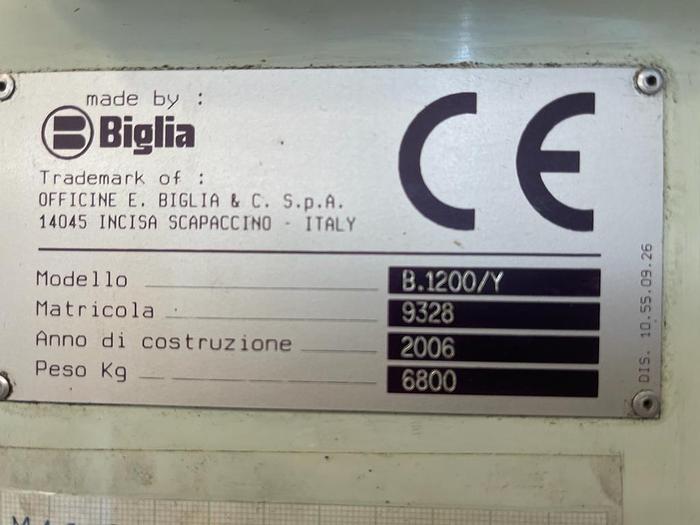 made by :
Biglia
Trademark of :
OFFICINE E. BIGLIA & C. S.p.A.
14045 INCISA SCAPACCINO - ITALY
CE
Modello B.1200/Y
Matricola 9328
Anno di costruzione 2006
Peso Kg 6800
DIS. 10.55.09.26